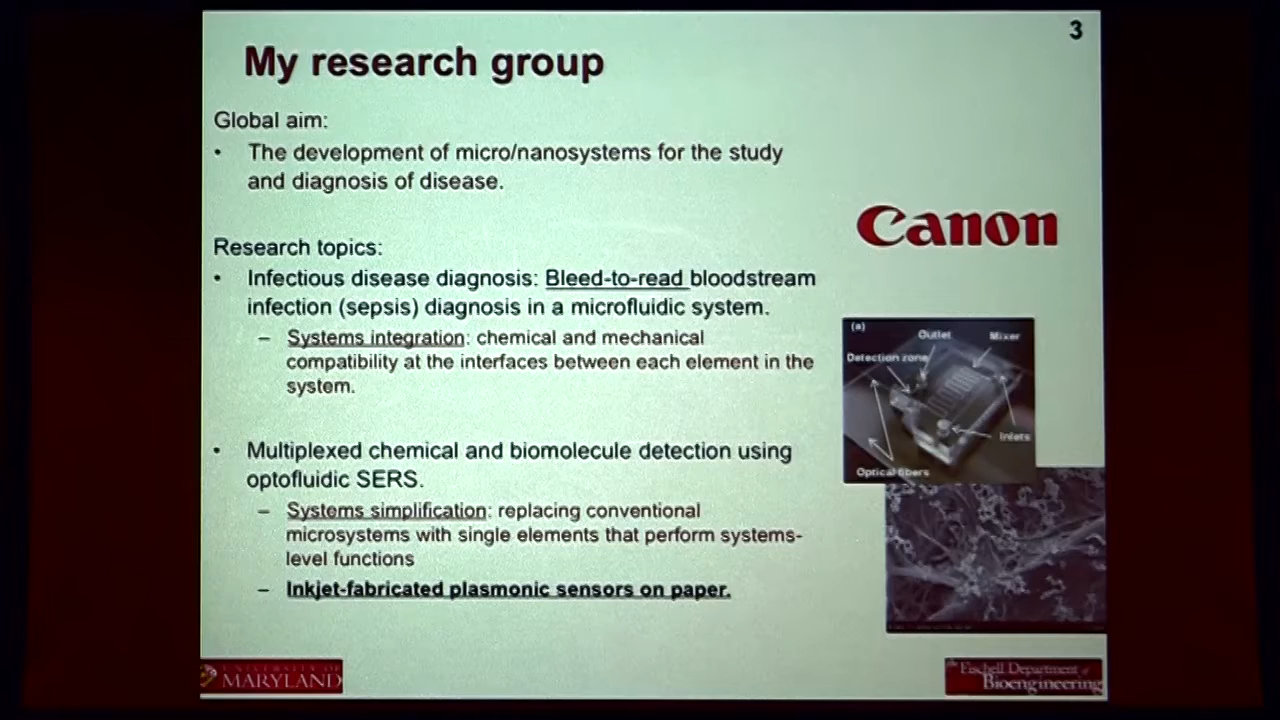 3
My research group
Global aim:
• The development of micro/nanosystems for the study
and diagnosis of disease.
Research topics:
• Infectious disease diagnosis: Bleed-to-read bloodstream
infection (sepsis) diagnosis in a microfluidic system.
– Systems integration: chemical and mechanical
compatibility at the interfaces between each element in the
system.
• Multiplexed chemical and biomolecule detection using
optofluidic SERS.
– Systems simplification: replacing conventional
microsystems with single elements that perform systems-
level functions
– Inkjet-fabricated plasmonic sensors on paper.
Canon
(a)
Outlet
Mixer
Detection zone
Inlets
Optical fibers
UNIVERSITY OF
MARYLAND
the Fischell Department of
Bioengineering